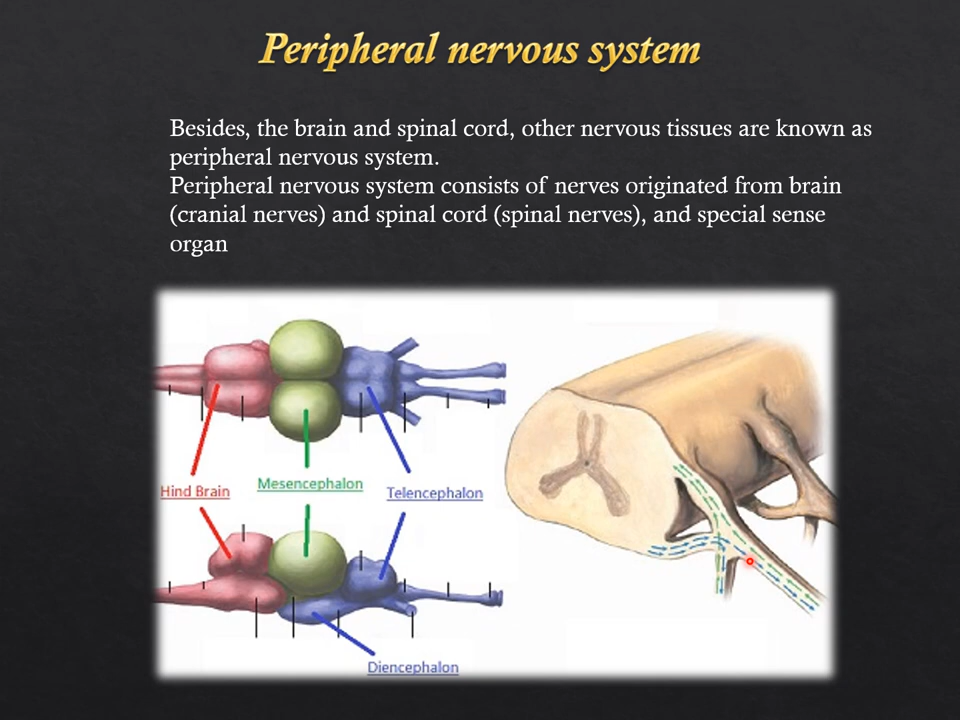 Peripheral nervous system
Besides, the brain and spinal cord, other nervous tissues are known as
peripheral nervous system.
Peripheral nervous system consists of nerves originated from brain
(cranial nerves) and spinal cord (spinal nerves), and special sense
organ
Hind Brain
Mesencephalon
Telencephalon
Diencephalon